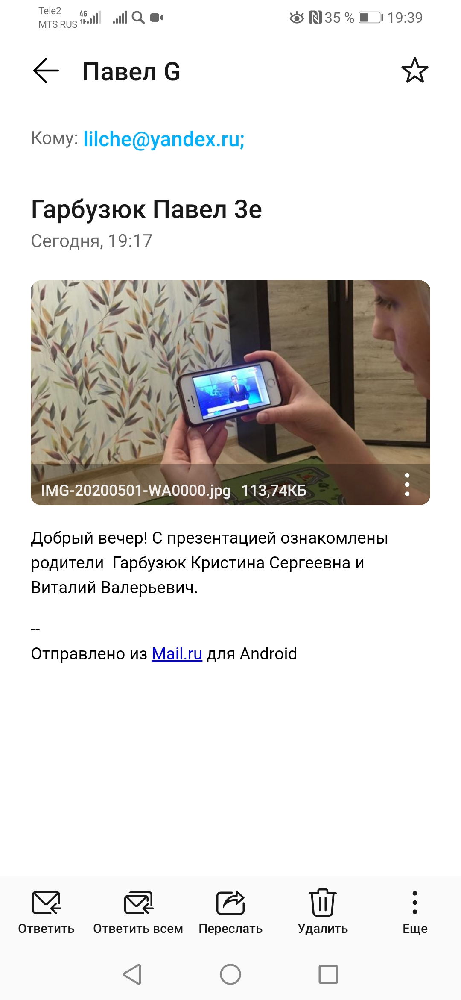 Tele2
MTS RUS
4G
35 %
19:39
Павел G
Кому: lilche@yandex.ru;
Гарбузюк Павел 3е
Сегодня, 19:17
IMG-20200501-WA0000.jpg 113,74КБ
Добрый вечер! С презентацией ознакомлены
родители Гарбузюк Кристина Сергеевна и
Виталий Валерьевич.
--
Отправлено из Mail.ru для Android
Ответить
Ответить всем
Переслать
Удалить
Еще